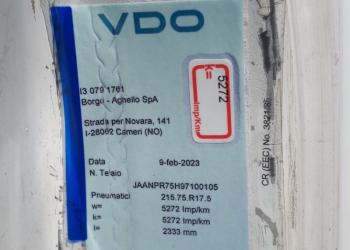 VDO
I3 079 1761
Borgo - Agnello SpA
Strada per Novara, 141
I-28062 Cameri (NO)
K= 5272 Imp/Km
Data 9-feb-2023
N. Telaio
JAANPR75H97100105
Pneumatici 215.75.R17.5
w= 5272 Imp/km
k= 5272 Imp/km
l= 2333 mm
CR (EEC) No. 3821/85